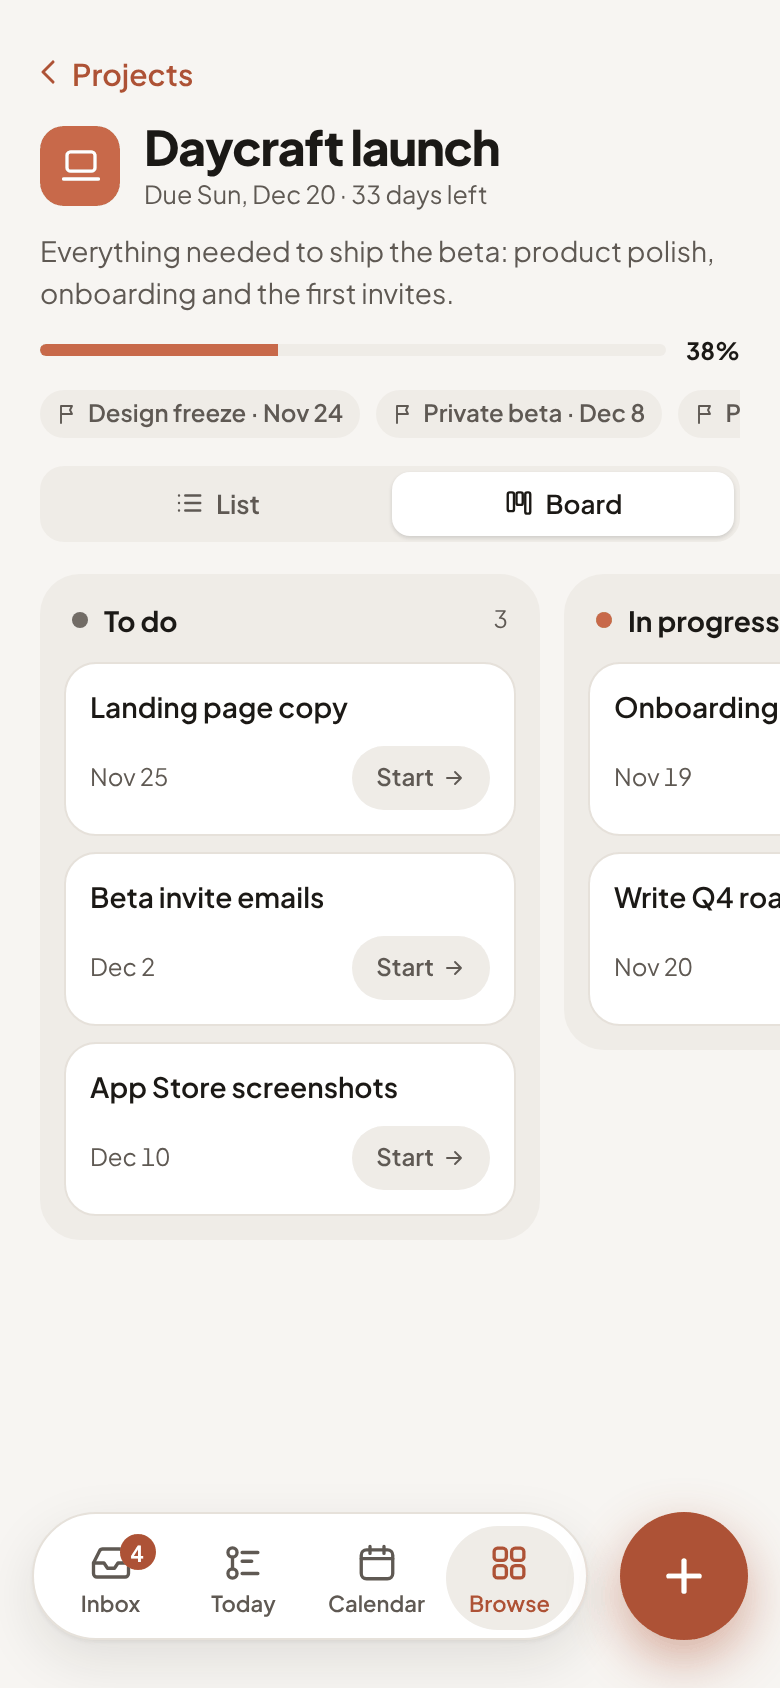 Projects
Daycraft launch
Due Sun, Dec 20 · 33 days left
Everything needed to ship the beta: product polish,
onboarding and the first invites.
38%
Design freeze · Nov 24
Private beta · Dec 8
P
List
Board
To do
3
Landing page copy
Nov 25
Start →
Beta invite emails
Dec 2
Start →
App Store screenshots
Dec 10
Start →
In progress
Onboarding
Nov 19
Write Q4 roa
Nov 20
4
Inbox
Today
Calendar
Browse